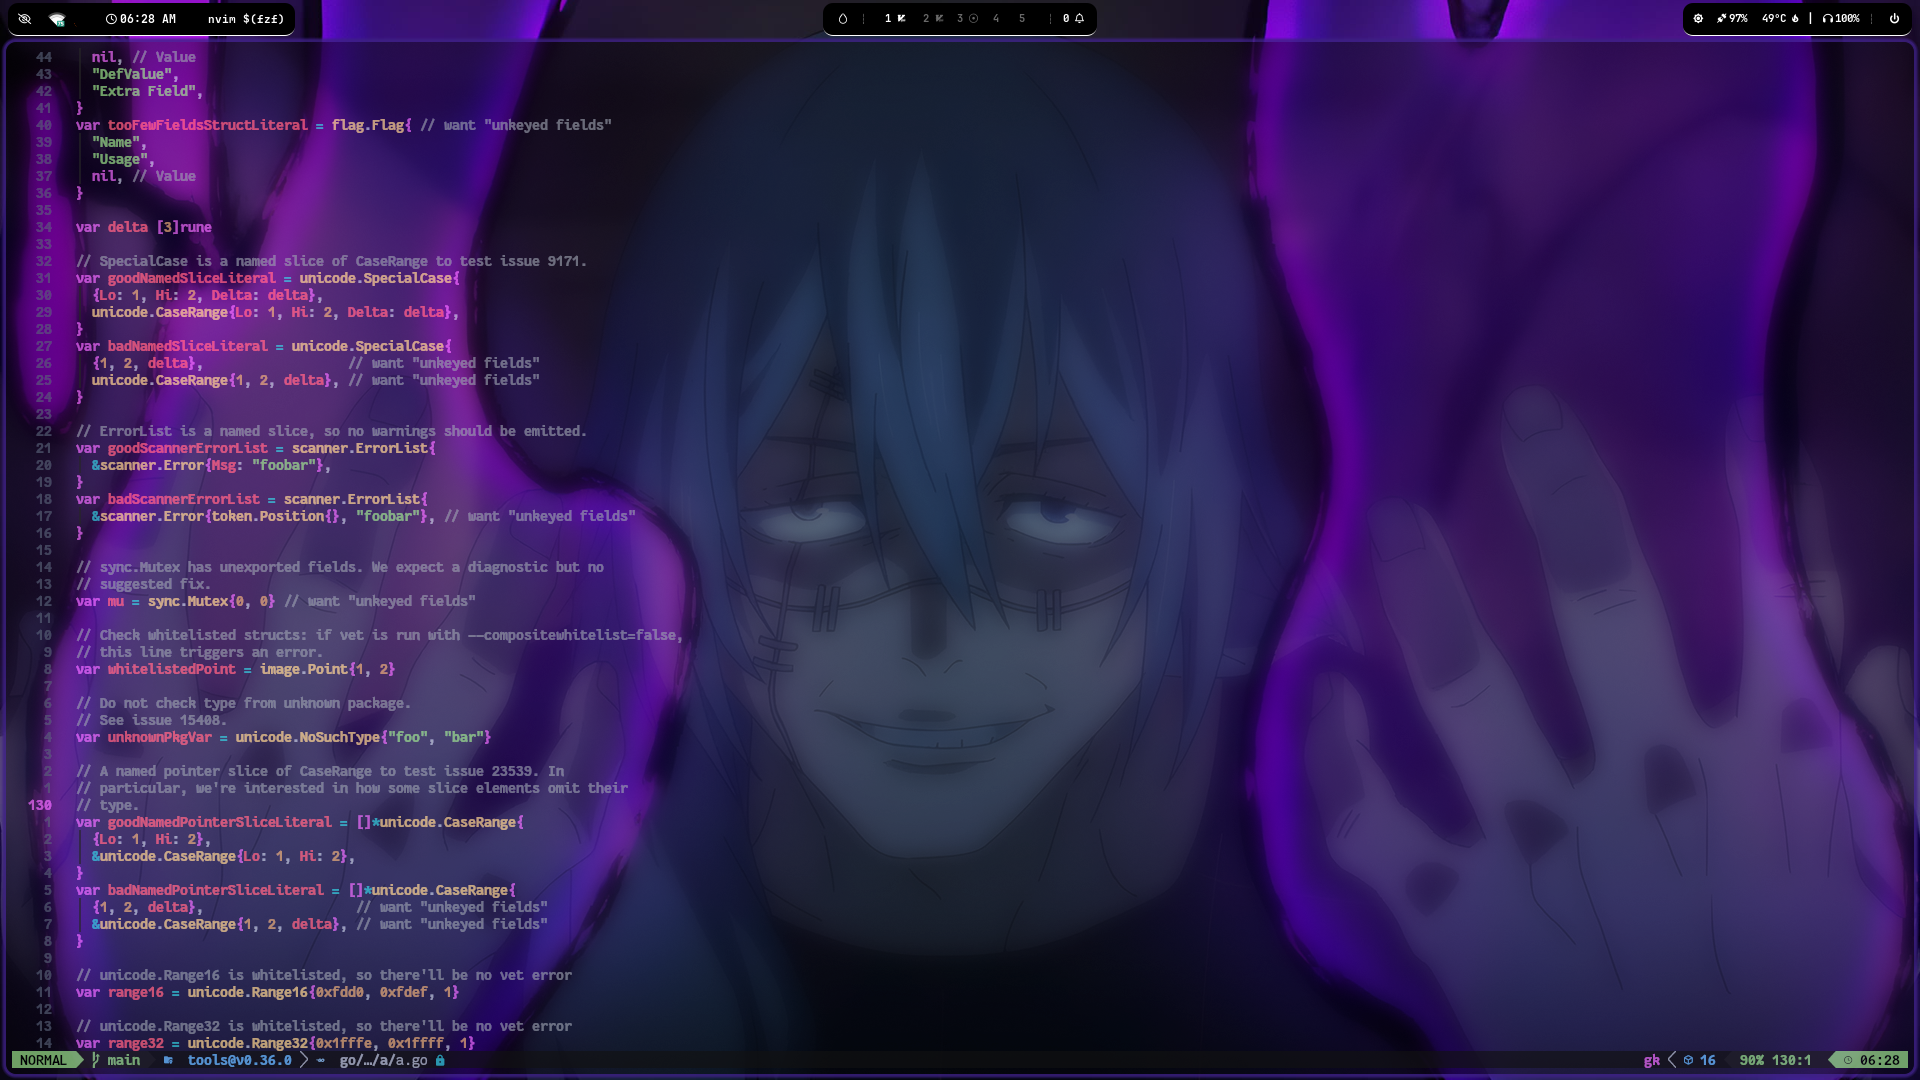 06:28 AM nvim $(fzf)
1 2 3 4 5 0
97% 49°C 100%
44 nil, // Value
43 "DefValue",
42 "Extra Field",
41 }
40 var tooFewFieldsStructLiteral = flag.Flag{ // want "unkeyed fields"
39 "Name",
38 "Usage",
37 nil, // Value
36 }
35
34 var delta [3]rune
33
32 // SpecialCase is a named slice of CaseRange to test issue 9171.
31 var goodNamedSliceLiteral = unicode.SpecialCase{
30 {Lo: 1, Hi: 2, Delta: delta},
29 unicode.CaseRange{Lo: 1, Hi: 2, Delta: delta},
28 }
27 var badNamedSliceLiteral = unicode.SpecialCase{
26 {1, 2, delta}, // want "unkeyed fields"
25 unicode.CaseRange{1, 2, delta}, // want "unkeyed fields"
24 }
23
22 // ErrorList is a named slice, so no warnings should be emitted.
21 var goodScannerErrorList = scanner.ErrorList{
20 &scanner.Error{Msg: "foobar"},
19 }
18 var badScannerErrorList = scanner.ErrorList{
17 &scanner.Error{token.Position{}, "foobar"}, // want "unkeyed fields"
16 }
15
14 // sync.Mutex has unexported fields. We expect a diagnostic but no
13 // suggested fix.
12 var mu = sync.Mutex{0, 0} // want "unkeyed fields"
11
10 // Check whitelisted structs: if vet is run with --compositewhitelist=false,
9 // this line triggers an error.
8 var whitelistedPoint = image.Point{1, 2}
7
6 // Do not check type from unknown package.
5 // See issue 15408.
4 var unknownPkgVar = unicode.NoSuchType{"foo", "bar"}
3
2 // A named pointer slice of CaseRange to test issue 23539. In
1 // particular, we're interested in how some slice elements omit their
130 // type.
1 var goodNamedPointerSliceLiteral = []*unicode.CaseRange{
2 {Lo: 1, Hi: 2},
3 &unicode.CaseRange{Lo: 1, Hi: 2},
4 }
5 var badNamedPointerSliceLiteral = []*unicode.CaseRange{
6 {1, 2, delta}, // want "unkeyed fields"
7 &unicode.CaseRange{1, 2, delta}, // want "unkeyed fields"
8 }
9
10 // unicode.Range16 is whitelisted, so there'll be no vet error
11 var range16 = unicode.Range16{0xfdd0, 0xfdef, 1}
12
13 // unicode.Range32 is whitelisted, so there'll be no vet error
14 var range32 = unicode.Range32{0x1fffe, 0x1ffff, 1}
NORMAL main tools@v0.36.0 go/…/a/a.go gk 16 90% 130:1 06:28